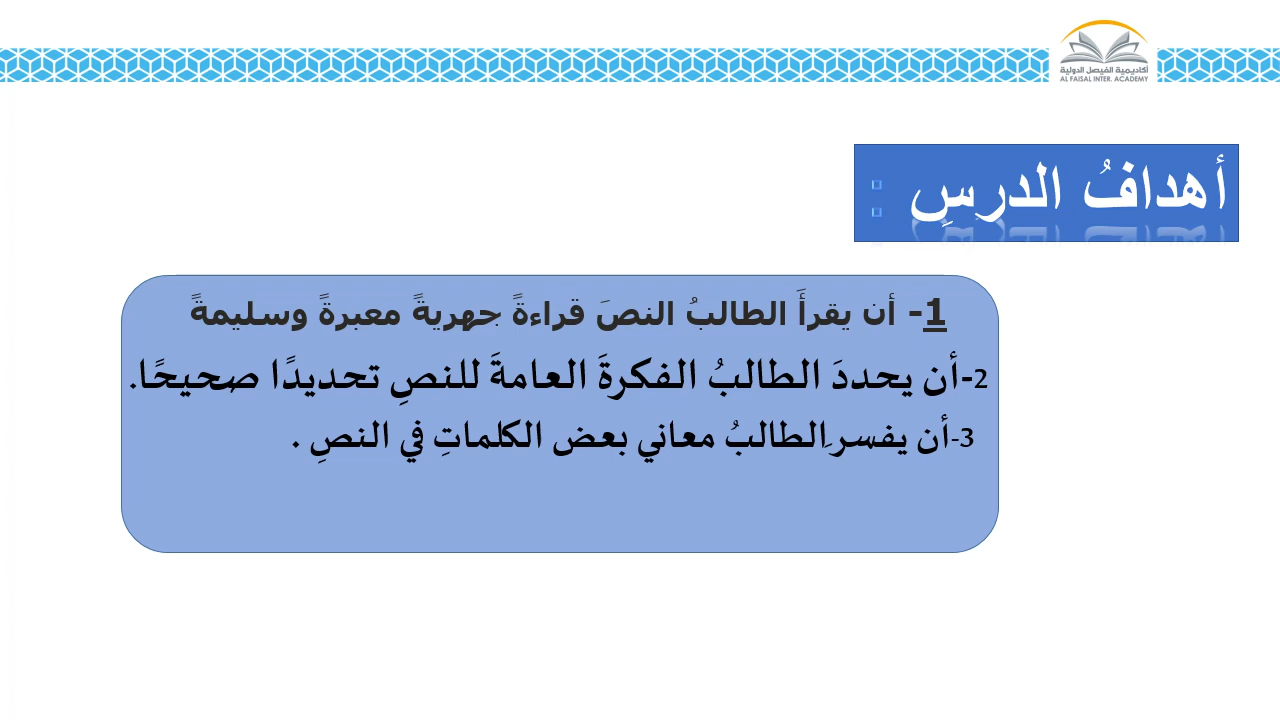 أكاديمية الفيصل الدولية
AL FAISAL INTER. ACADEMY
أهدافُ الدرسِ :
1- أن يقرأَ الطالبُ النصَ قراءةً جهريةً معبرةً وسليمةً
2-أن يحددَ الطالبُ الفكرةَ العامةَ للنصِ تحديدًا صحيحًا.
3-أن يفسرِ الطالبُ معاني بعض الكلماتِ في النصِ .